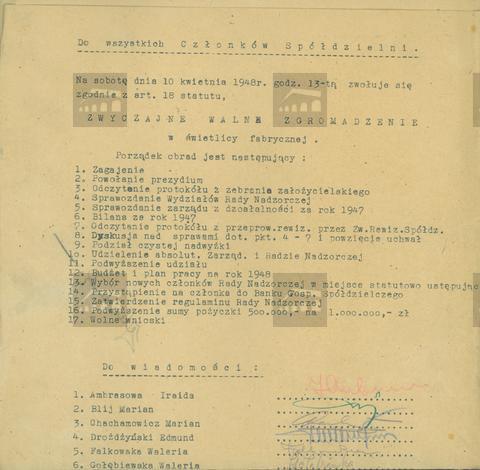 Do wszystkich Członków Spółdzielni.
Na sobotę dnia 10 kwietnia 1948r. godz. 13-tą zwołuje się
zgodnie z art. 18 statutu,
ZWYCZAJNE WALNE ZGROMADZENIE
w świetlicy fabrycznej.
Porządek obrad jest następujący:
1. Zagajenie
2. Powołanie prezydium
3. Odczytanie protokółu z zebrania założycielskiego
4. Sprawozdanie Wydziałów Rady Nadzorczej
5. Sprawozdanie zarządu z działalności za rok 1947
6. Bilans za rok 1947
7. Odczytanie protokółu z przeprow.rewiz. przez Zw.Rewiz.Spółdz.
8. Dyskusja nad sprawami dot. pkt. 4 - 7 i powzięcie uchwał
9. Podział czystej nadwyżki
10. Udzielenie absolut. Zarząd. i Radzie Nadzorczej
11. Podwyższenie udziału
12. Budżet i plan pracy na rok 1948
13. Wybór nowych członków Rady Nadzorczej w miejsce statutowo ustępując
14. Przystąpienie na członka do Banku Gosp. Spółdzielczego
15. Zatwierdzenie regulaminu Rady Nadzorczej
16. Podwyższenie sumy pożyczki 500.000,- na 1.000.000,- zł
17. Wolne wnioski
Do wiadomości:
1. Ambrasowa Iraida
2. Blij Marian
3. Chachamowicz Marian
4. Drożdżyński Edmund
5. Falkowska Waleria
6. Gołębiewska Waleria